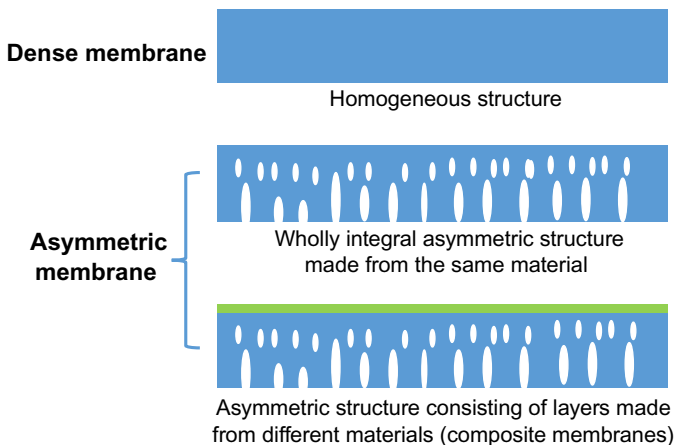 Dense membrane
Homogeneous structure
Asymmetric
membrane
Wholly integral asymmetric structure
made from the same material
Asymmetric structure consisting of layers made
from different materials (composite membranes)